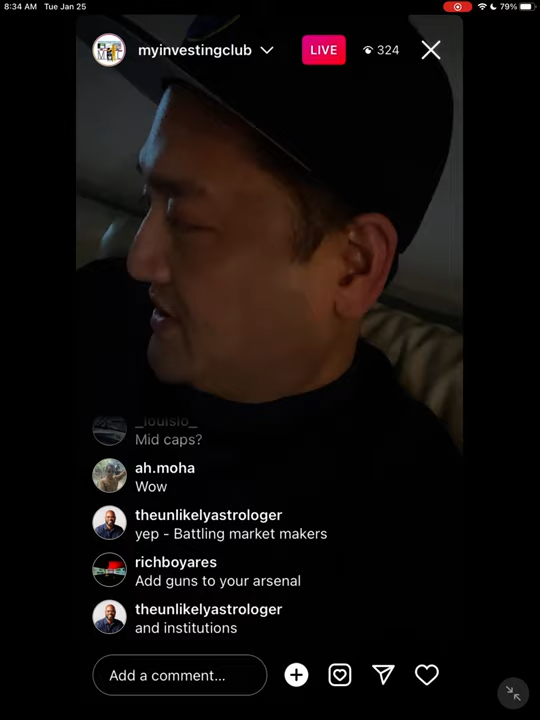 8:34 AM Tue Jan 25
79%
myinvestingclub
LIVE
324
_louisio_
Mid caps?
ah.moha
Wow
theunlikelyastrologer
yep - Battling market makers
richboyares
Add guns to your arsenal
theunlikelyastrologer
and institutions
Add a comment...